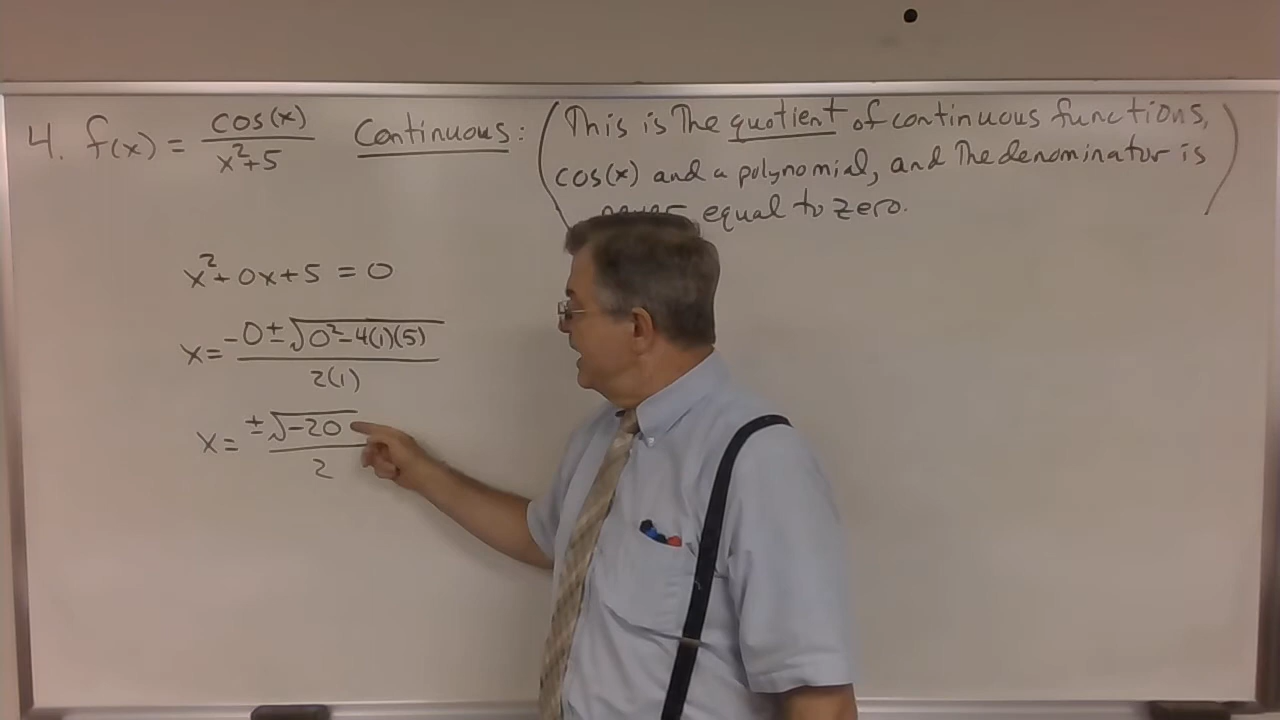 4. f(x) = cos(x) / x²+5 Continuous: (This is the quotient of continuous functions,
cos(x) and a polynomial, and the denominator is
equal to zero.)
x² + 0x + 5 = 0
x = -0 ± √0² - 4(1)(5) / 2(1)
x = ± √-20 / 2